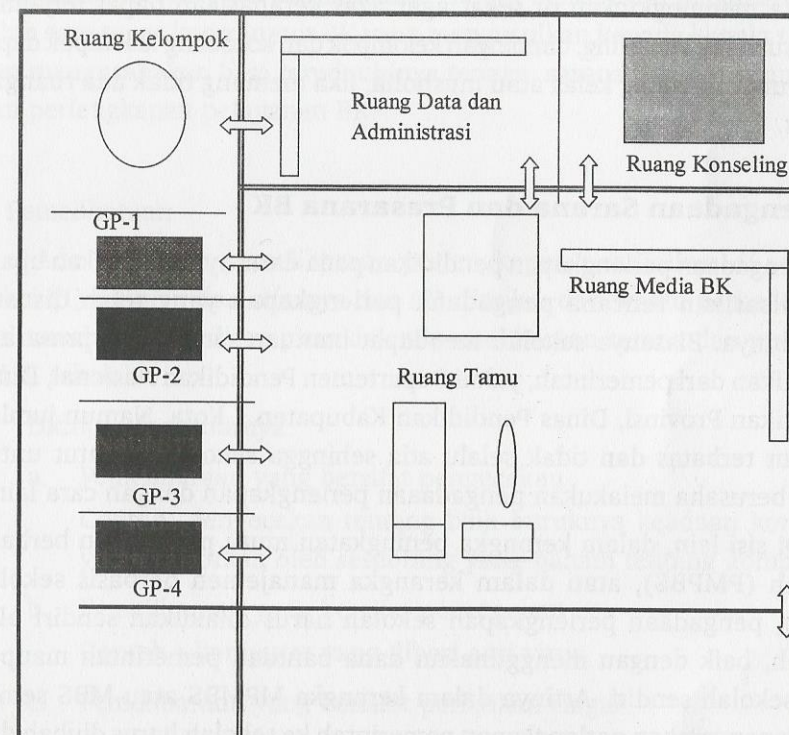 Ruang Kelompok
Ruang Data dan
Administrasi
Ruang Konseling
GP-1
Ruang Media BK
GP-2
Ruang Tamu
GP-3
GP-4